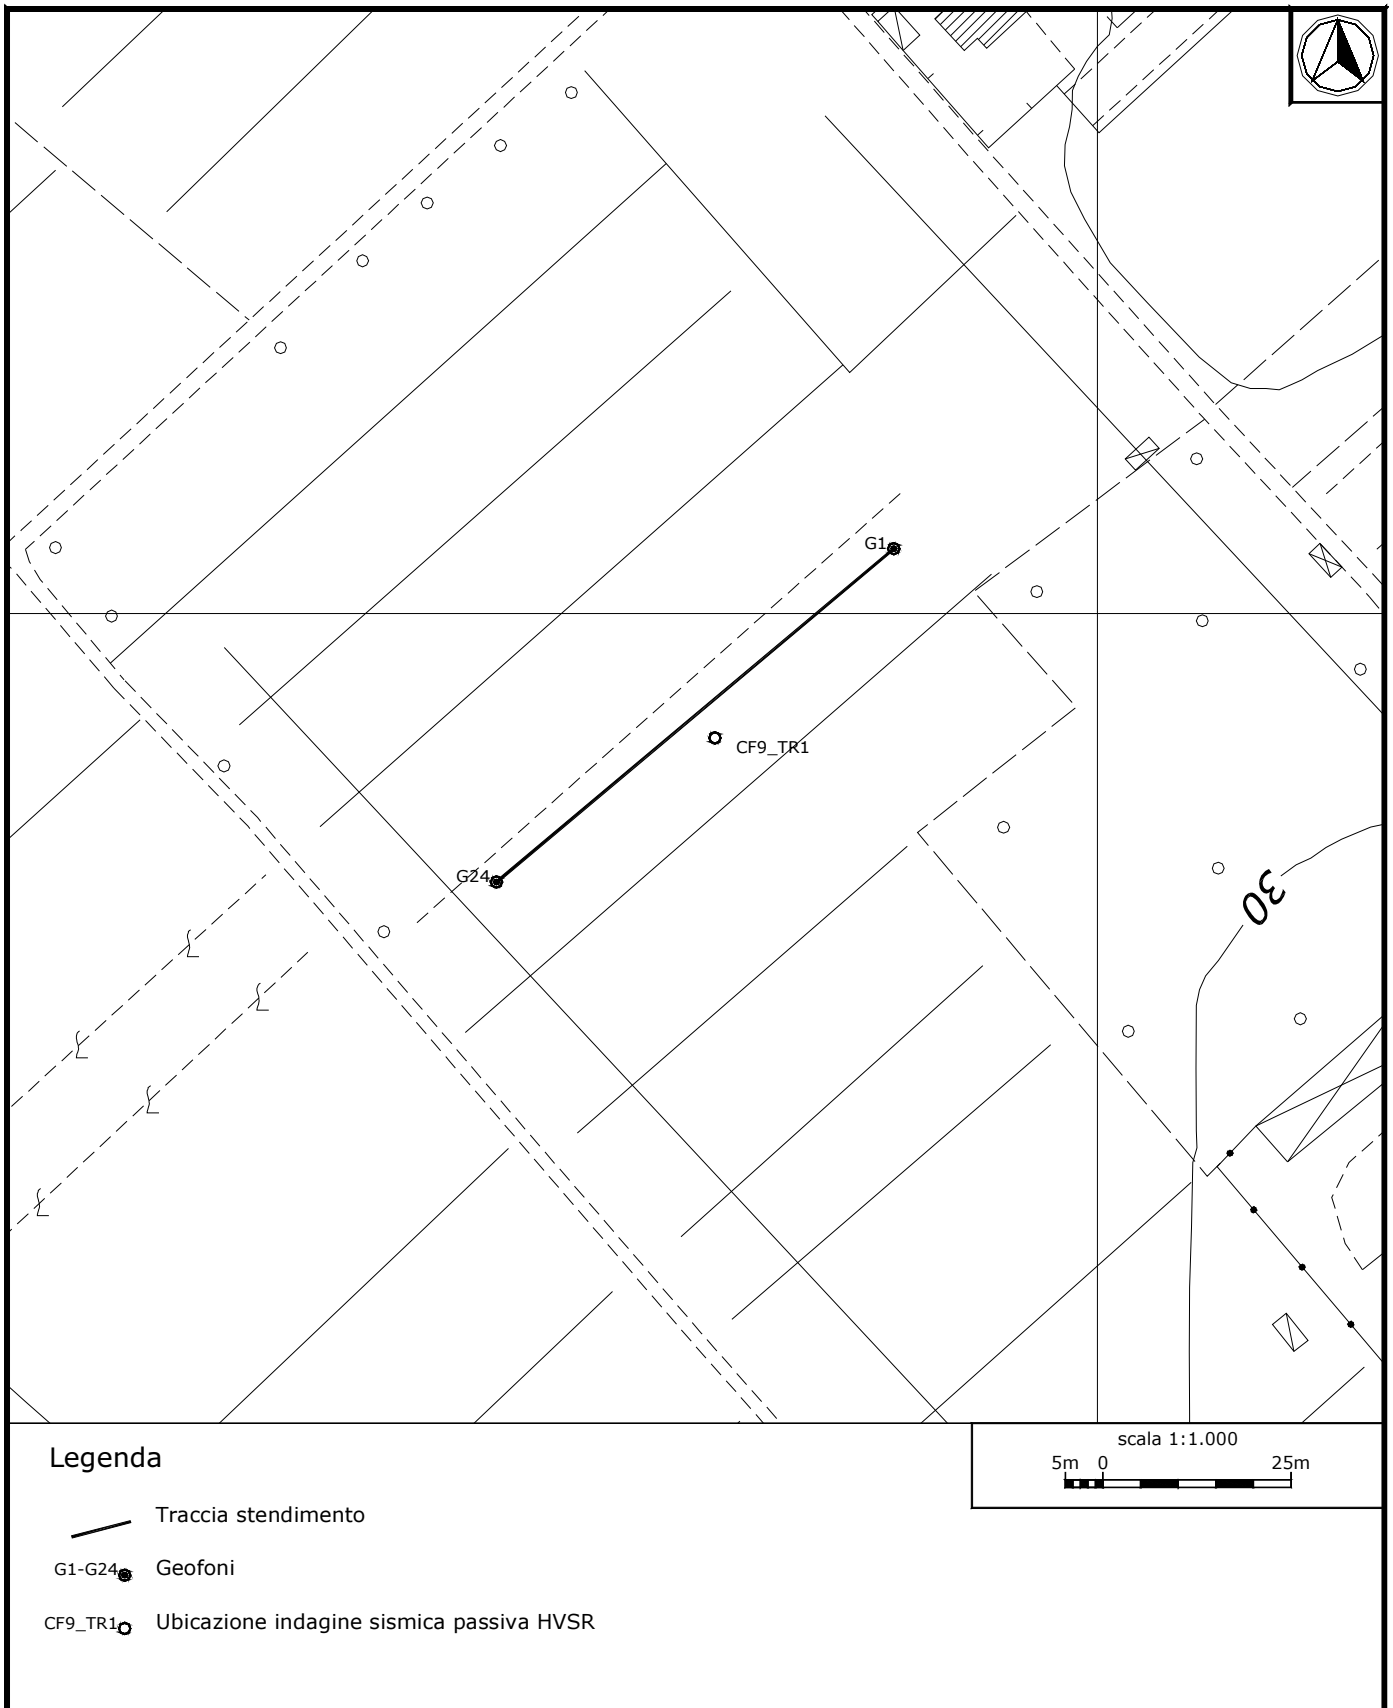 G1
CF9_TR1
G24
30
Legenda
Traccia stendimento
G1-G24
Geofoni
CF9_TR1
Ubicazione indagine sismica passiva HVSR
scala 1:1.000
5m 0 25m